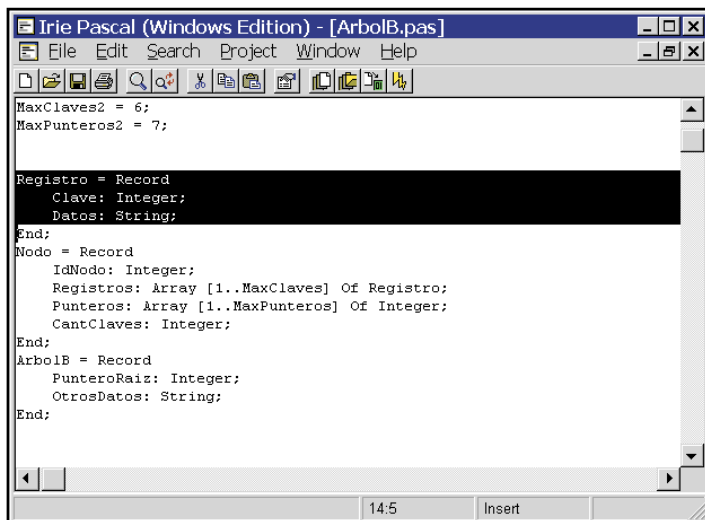 Irie Pascal (Windows Edition) - [ArbolB.pas]
File Edit Search Project Window Help
MaxClaves2 = 6;
MaxPunteros2 = 7;
Registro = Record
Clave: Integer;
Datos: String;
End;
Nodo = Record
IdNodo: Integer;
Registros: Array [1..MaxClaves] Of Registro;
Punteros: Array [1..MaxPunteros] Of Integer;
CantClaves: Integer;
End;
ArbolB = Record
PunteroRaiz: Integer;
OtrosDatos: String;
End;
14:5 Insert